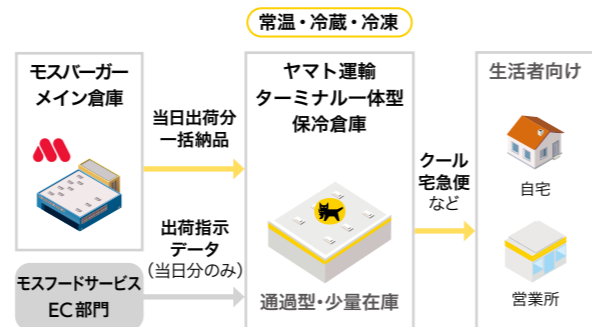 常温・冷蔵・冷凍
モスバーガー
メイン倉庫
当日出荷分
一括納品
ヤマト運輸
ターミナル一体型
保冷倉庫
生活者向け
クール
宅急便
など
自宅
出荷指示
データ
(当日分のみ)
モスフードサービス
EC部門
通過型・少量在庫
営業所